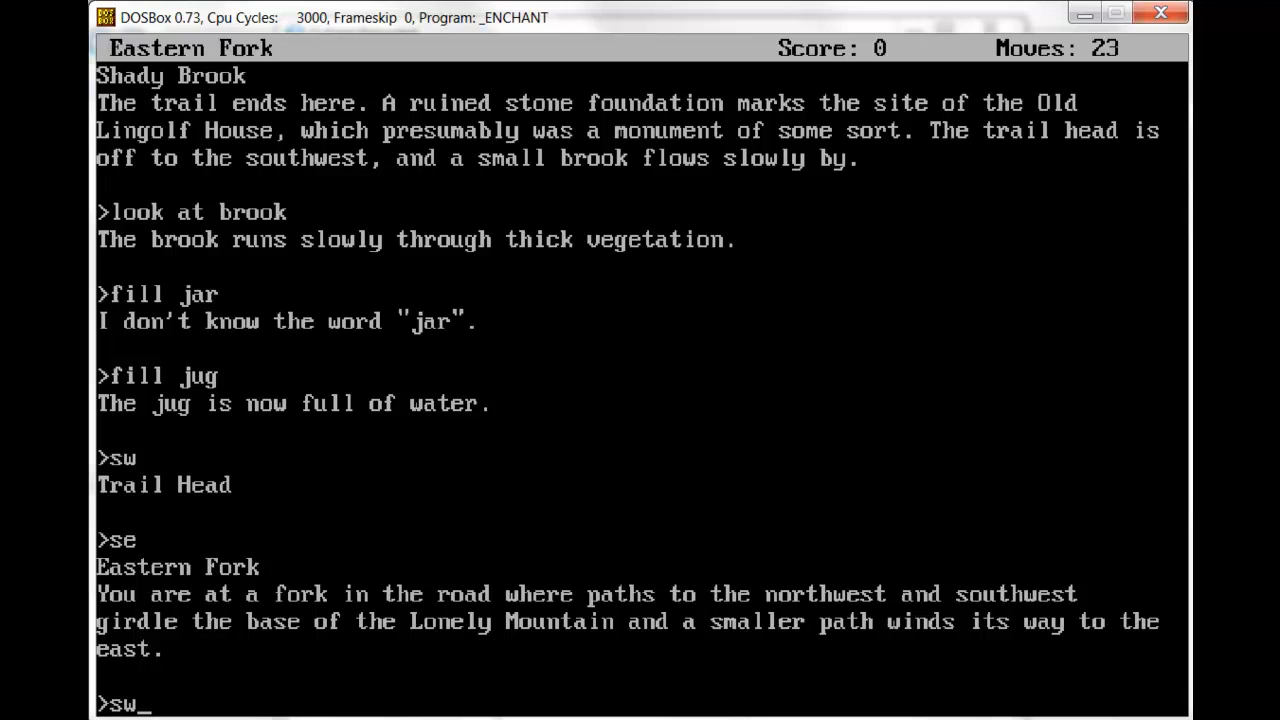 DOSBox 0.73, Cpu Cycles: 3000, Frameskip 0, Program: _ENCHANT
Eastern Fork Score: 0 Moves: 23
Shady Brook
The trail ends here. A ruined stone foundation marks the site of the Old
Lingolf House, which presumably was a monument of some sort. The trail head is
off to the southwest, and a small brook flows slowly by.
>look at brook
The brook runs slowly through thick vegetation.
>fill jar
I don't know the word "jar".
>fill jug
The jug is now full of water.
>sw
Trail Head
>se
Eastern Fork
You are at a fork in the road where paths to the northwest and southwest
girdle the base of the Lonely Mountain and a smaller path winds its way to the
east.
>sw_